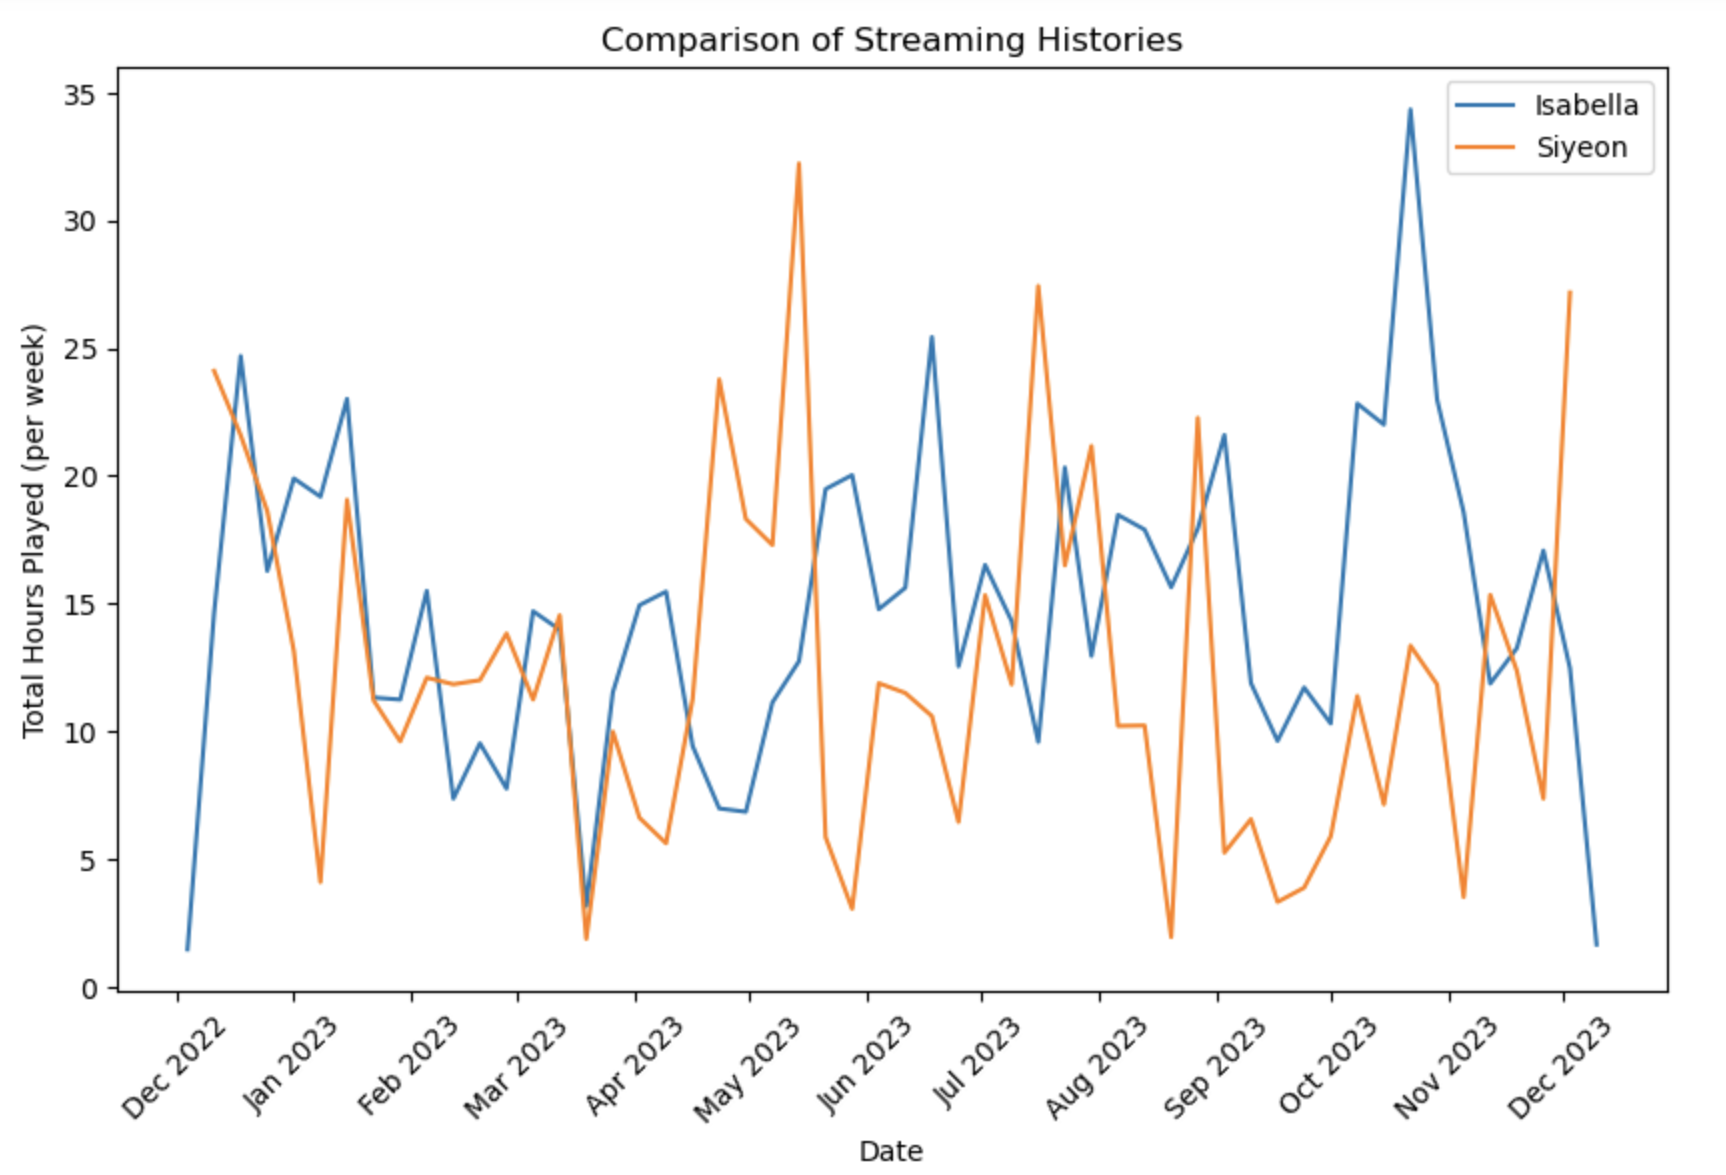 Comparison of Streaming Histories
Isabella
Siyeon
Total Hours Played (per week)
35
30
25
20
15
10
5
0
Dec 2022
Jan 2023
Feb 2023
Mar 2023
Apr 2023
May 2023
Jun 2023
Jul 2023
Aug 2023
Sep 2023
Oct 2023
Nov 2023
Dec 2023
Date